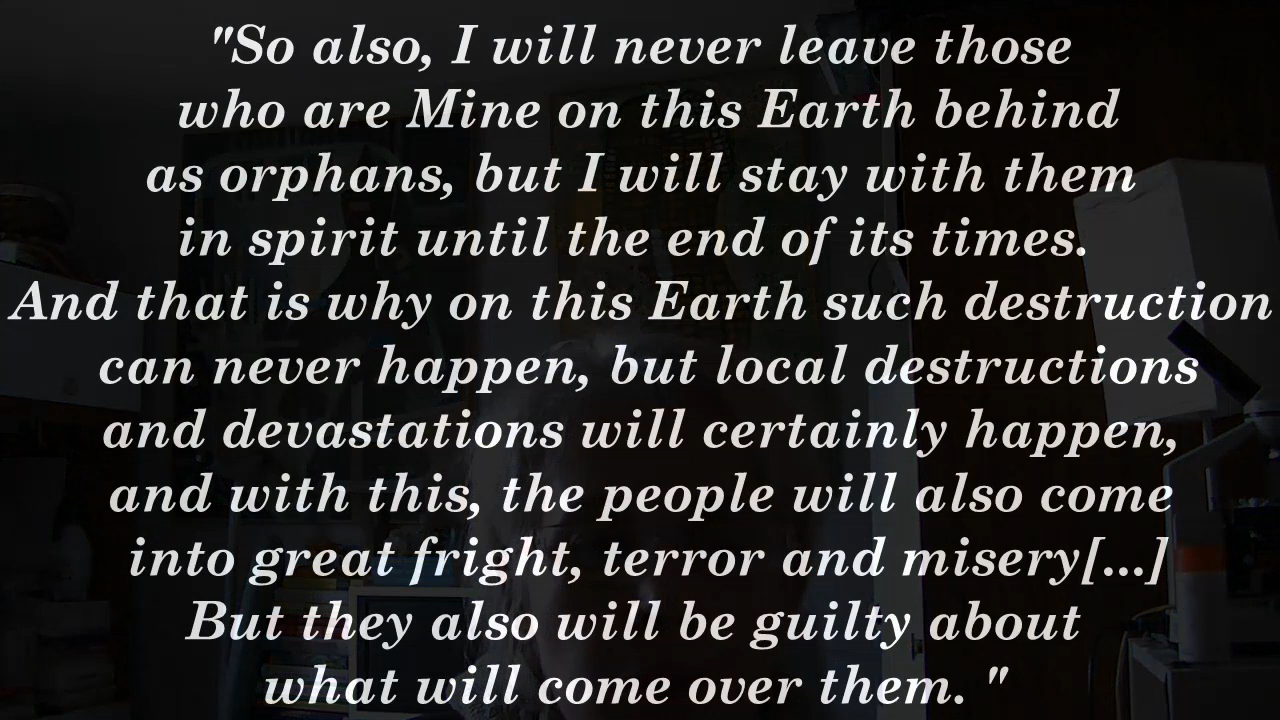 "So also, I will never leave those
who are Mine on this Earth behind
as orphans, but I will stay with them
in spirit until the end of its times.
And that is why on this Earth such destruction
can never happen, but local destructions
and devastations will certainly happen,
and with this, the people will also come
into great fright, terror and misery[...]
But they also will be guilty about
what will come over them. "